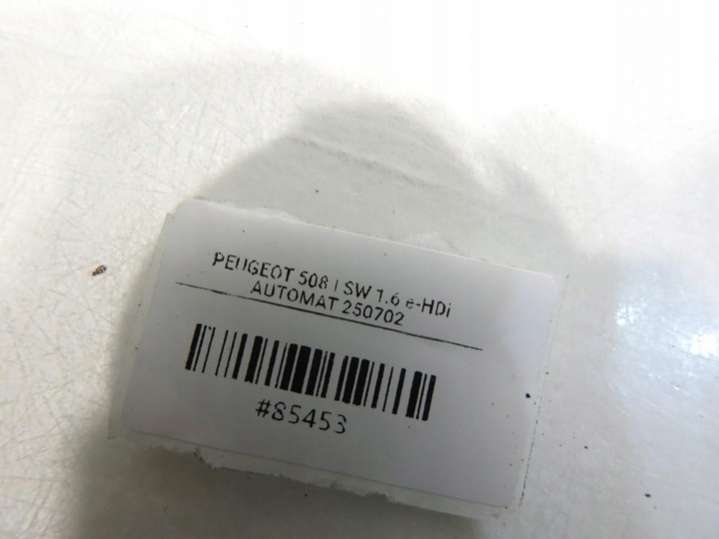 PEUGEOT 508 I SW 1.6 e-HDi
AUTOMAT 250702
#85453